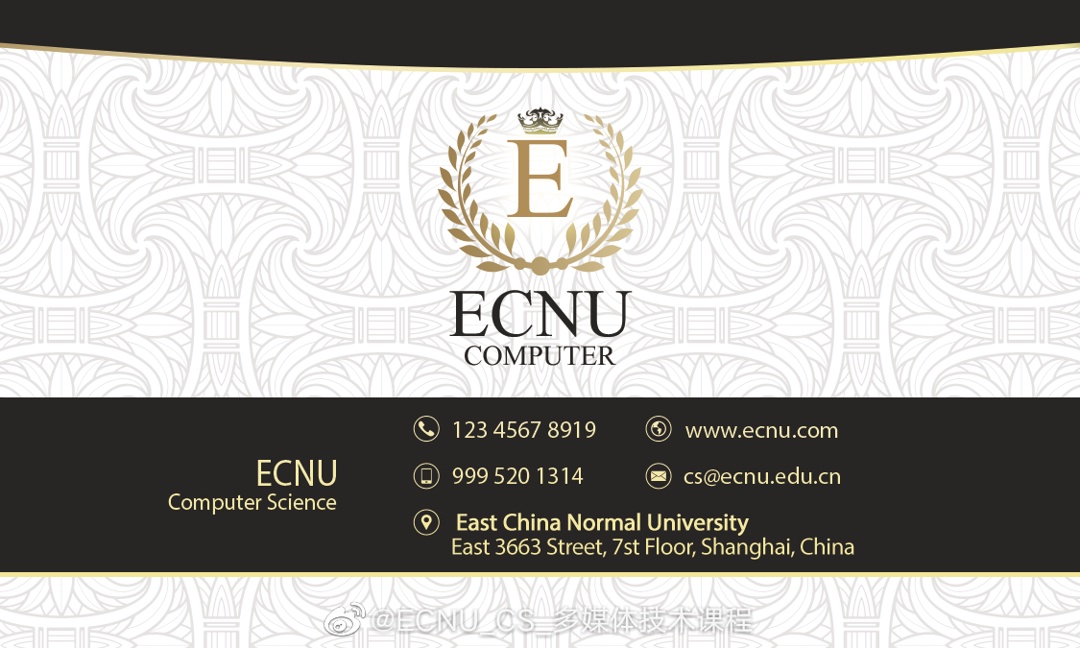 E
ECNU
COMPUTER
ECNU
Computer Science
123 4567 8919
www.ecnu.com
999 520 1314
cs@ecnu.edu.cn
East China Normal University
East 3663 Street, 7st Floor, Shanghai, China
@ECNU_CS_多媒体技术课程